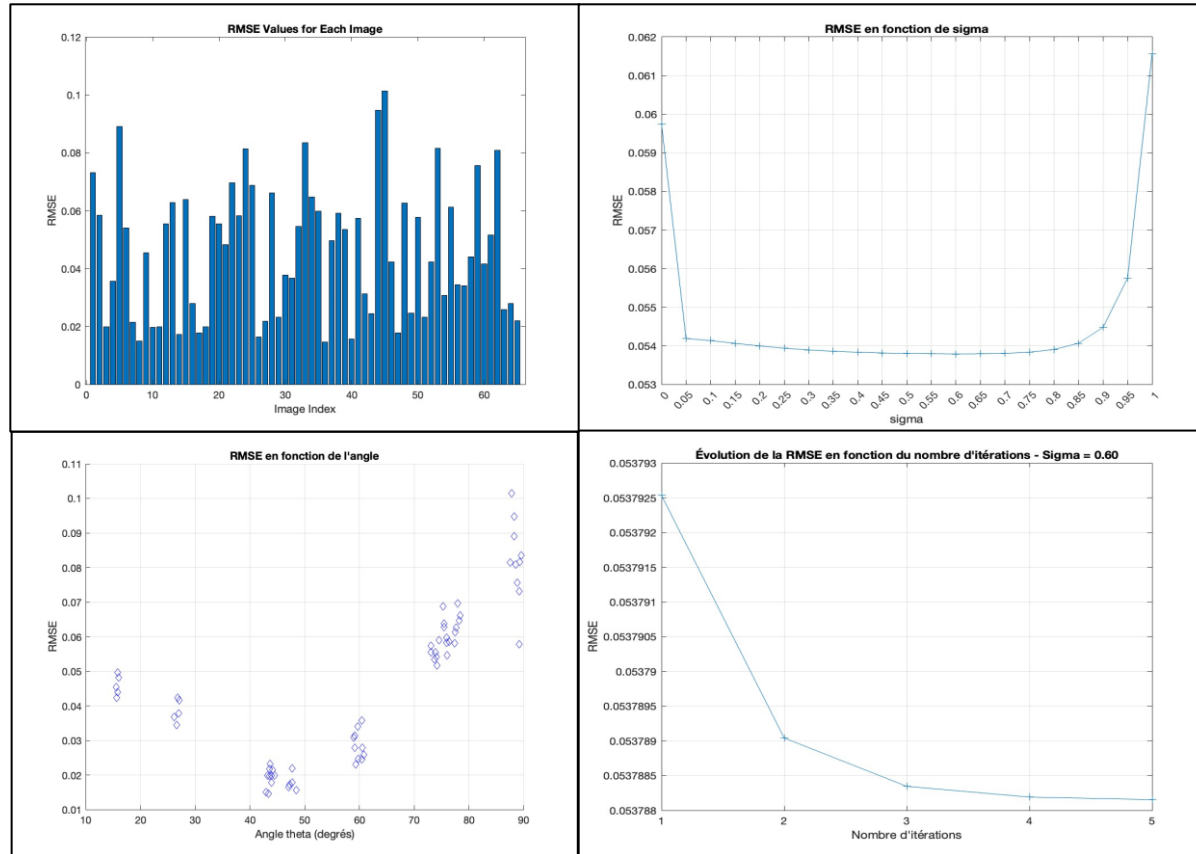 RMSE Values for Each Image
0.12
0.1
0.08
0.06
0.04
0.02
0
RMSE
0 10 20 30 40 50 60
Image Index
RMSE en fonction de sigma
0.062
0.061
0.06
0.059
0.058
0.057
0.056
0.055
0.054
0.053
RMSE
0 0.05 0.1 0.15 0.2 0.25 0.3 0.35 0.4 0.45 0.5 0.55 0.6 0.65 0.7 0.75 0.8 0.85 0.9 0.95 1
sigma
RMSE en fonction de l'angle
0.11
0.1
0.09
0.08
0.07
0.06
0.05
0.04
0.03
0.02
0.01
RMSE
10 20 30 40 50 60 70 80 90
Angle theta (degrés)
Évolution de la RMSE en fonction du nombre d'itérations - Sigma = 0.60
0.053793
0.0537925
0.053792
0.0537915
0.053791
0.0537905
0.05379
0.0537895
0.053789
0.0537885
0.053788
RMSE
1 2 3 4 5
Nombre d'itérations